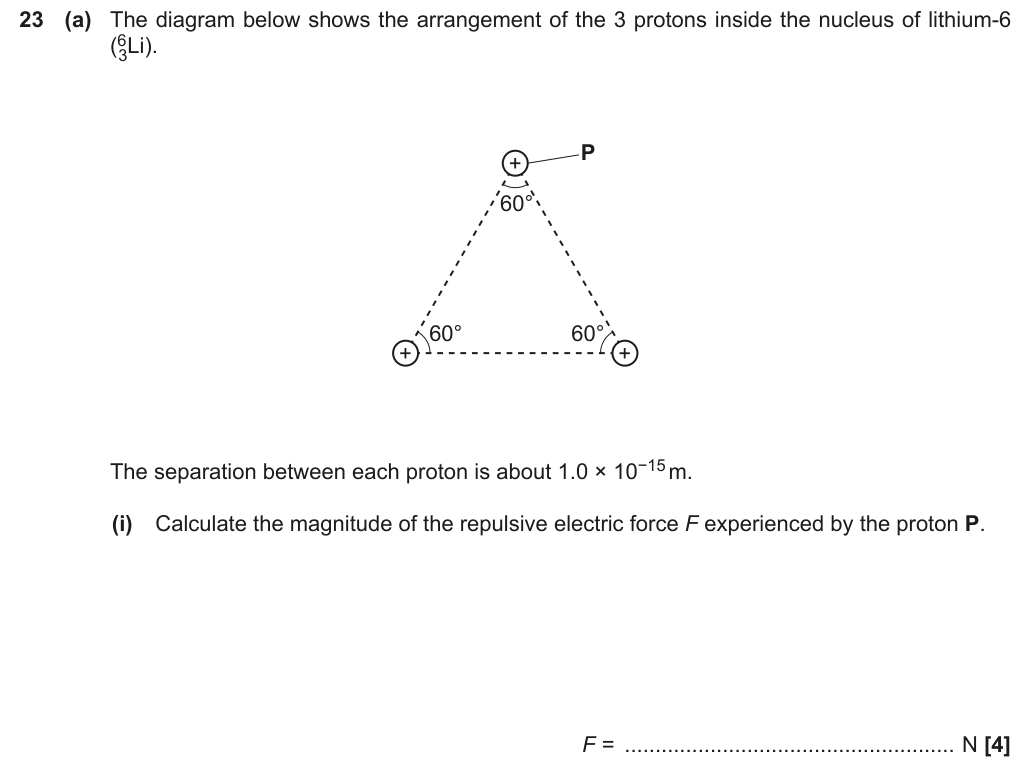 23 (a) The diagram below shows the arrangement of the 3 protons inside the nucleus of lithium-6
(⁶₃Li).
+
P
60°
60°
60°
+
+
The separation between each proton is about 1.0 × 10⁻¹⁵ m.
(i) Calculate the magnitude of the repulsive electric force F experienced by the proton P.
F = ...................................................... N [4]